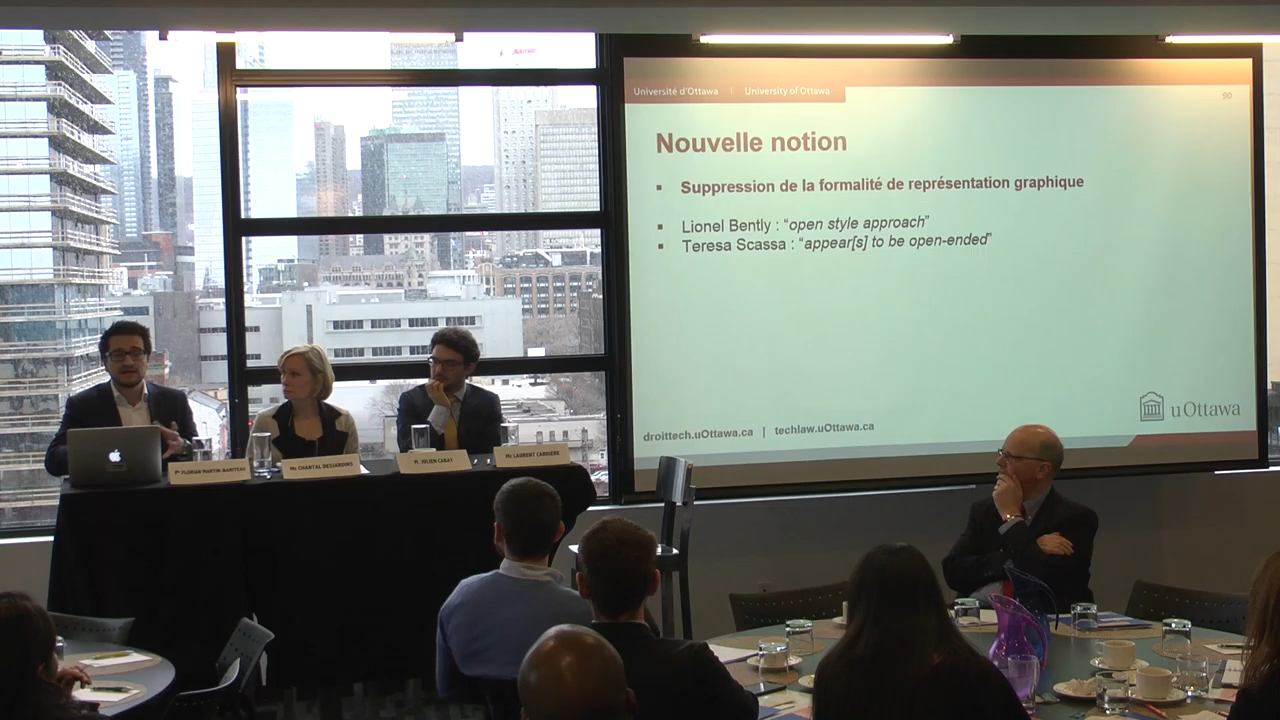 Université d'Ottawa | University of Ottawa
90
Nouvelle notion
▪ Suppression de la formalité de représentation graphique
▪ Lionel Bently : “open style approach”
▪ Teresa Scassa : “appear[s] to be open-ended”
uOttawa
droittech.uOttawa.ca | techlaw.uOttawa.ca
Pr FLORIAN MARTIN-BARITEAU
Me CHANTAL DESJARDINS
M. JULIEN CABAY
Me LAURENT CARRIÈRE